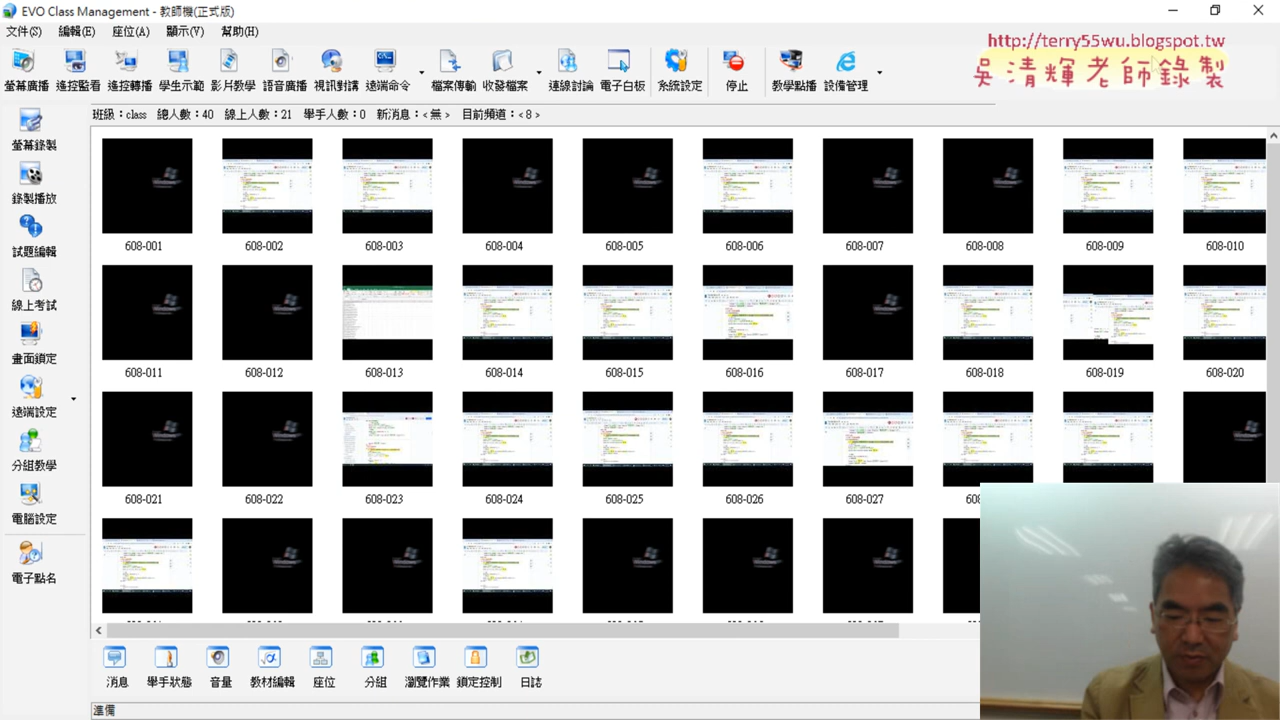 EVO Class Management - 教師機(正式版)
文件(S) 編輯(E) 座位(A) 顯示(V) 幫助(H)
http://terry55wu.blogspot.tw
吳清輝老師錄製
螢幕廣播 遙控監看 遙控轉播 學生示範 影片教學 語音廣播 視訊對講 遠端命令 檔案傳輸 收發檔案 連線討論 電子白板 系統設定 停止 教學點播 設備管理
班級：class 總人數：40 線上人數：21 舉手人數：0 新消息：<無> 目前頻道：<8>
螢幕錄製
錄製播放
試題編輯
線上考試
畫面鎖定
遠端設定
分組教學
電腦設定
電子點名
608-001 608-002 608-003 608-004 608-005 608-006 608-007 608-008 608-009 608-010
608-011 608-012 608-013 608-014 608-015 608-016 608-017 608-018 608-019 608-020
608-021 608-022 608-023 608-024 608-025 608-026 608-027
消息 舉手狀態 音量 教材編輯 座位 分組 瀏覽作業 鎖定控制 日誌
準備